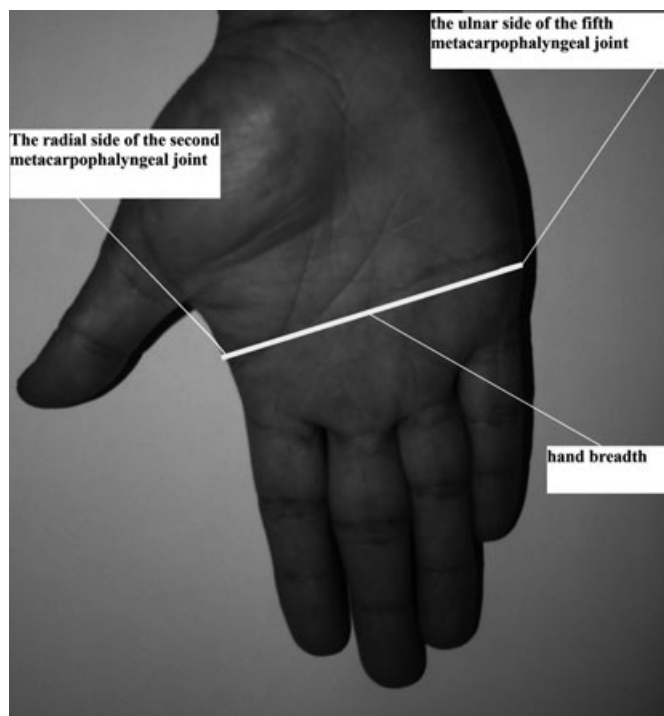 the ulnar side of the fifth
metacarpophalyngeal joint
The radial side of the second
metacarpophalyngeal joint
hand breadth